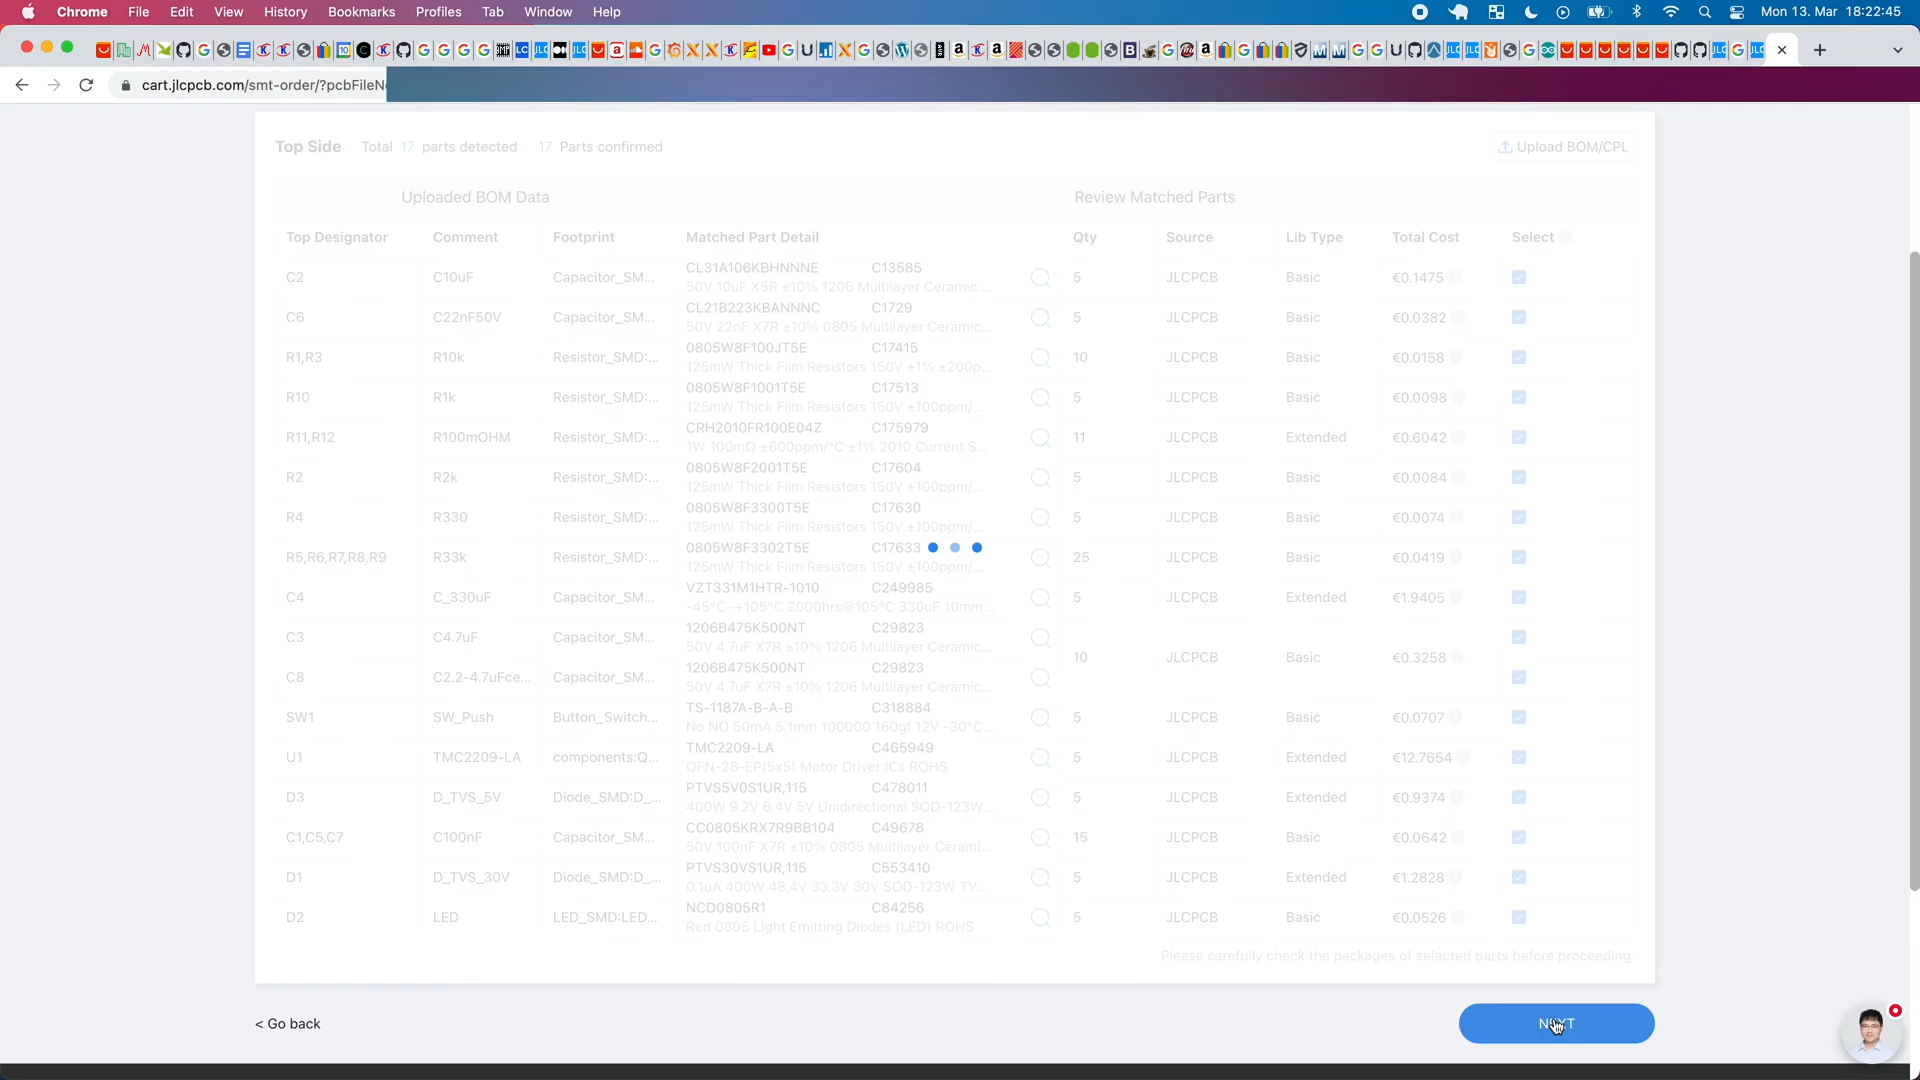 Chrome File Edit View History Bookmarks Profiles Tab Window Help Mon 13. Mar 18:22:45
cart.jlcpcb.com/smt-order/?pcbFileN
Top Side Total 17 parts detected 17 Parts confirmed Upload BOM/CPL
Uploaded BOM Data Review Matched Parts
Top Designator Comment Footprint Matched Part Detail Qty Source Lib Type Total Cost Select
C2 C10uF Capacitor_SM... CL31A106KBHNNNE C13585 5 JLCPCB Basic €0.1475
50V 10uF X5R ±10% 1206 Multilayer Ceramic ...
C6 C22nF50V Capacitor_SM... CL21B223KBANNNC C1729 5 JLCPCB Basic €0.0382
50V 22nF X7R ±10% 0805 Multilayer Ceramic...
R1,R3 R10k Resistor_SMD:... 0805W8F100JT5E C17415 10 JLCPCB Basic €0.0158
125mW Thick Film Resistors 150V ±1% ±200p...
R10 R1k Resistor_SMD:... 0805W8F1001T5E C17513 5 JLCPCB Basic €0.0098
125mW Thick Film Resistors 150V ±100ppm/...
R11,R12 R100mOHM Resistor_SMD:... CRH2010FR100E04Z C175979 11 JLCPCB Extended €0.6042
1W 100mΩ ±600ppm/°C ±1% 2010 Current S...
R2 R2k Resistor_SMD:... 0805W8F2001T5E C17604 5 JLCPCB Basic €0.0084
125mW Thick Film Resistors 150V ±100ppm/...
R4 R330 Resistor_SMD:... 0805W8F3300T5E C17630 5 JLCPCB Basic €0.0074
125mW Thick Film Resistors 150V ±100ppm/...
R5,R6,R7,R8,R9 R33k Resistor_SMD:... 0805W8F3302T5E C17633 25 JLCPCB Basic €0.0419
125mW Thick Film Resistors 150V ±100ppm/...
C4 C_330uF Capacitor_SM... VZT331M1HTR-1010 C249985 5 JLCPCB Extended €1.9405
-45°C~+105°C 2000hrs@105°C 330uF 10mm...
C3 C4.7uF Capacitor_SM... 1206B475K500NT C29823
50V 4.7uF X7R ±10% 1206 Multilayer Ceramic...
10 JLCPCB Basic €0.3258
C8 C2.2-4.7uFce... Capacitor_SM... 1206B475K500NT C29823
50V 4.7uF X7R ±10% 1206 Multilayer Ceramic...
SW1 SW_Push Button_Switch... TS-1187A-B-A-B C318884 5 JLCPCB Basic €0.0707
No NO 50mA 5.1mm 100000 160gf 12V -30°C...
U1 TMC2209-LA components:Q... TMC2209-LA C465949 5 JLCPCB Extended €12.7654
QFN-28-EP(5x5) Motor Driver ICs ROHS
D3 D_TVS_5V Diode_SMD:D_... PTVS5V0S1UR,115 C478011 5 JLCPCB Extended €0.9374
400W 9.2V 6.4V 5V Unidirectional SOD-123W...
C1,C5,C7 C100nF Capacitor_SM... CC0805KRX7R9BB104 C49678 15 JLCPCB Basic €0.0642
50V 100nF X7R ±10% 0805 Multilayer Cerami...
D1 D_TVS_30V Diode_SMD:D_... PTVS30VS1UR,115 C553410 5 JLCPCB Extended €1.2828
0.1uA 400W 48.4V 33.3V 30V SOD-123W TV...
D2 LED LED_SMD:LED... NCD0805R1 C84256 5 JLCPCB Basic €0.0526
Red 0805 Light Emitting Diodes (LED) ROHS
Please carefully check the packages of selected parts before proceeding.
< Go back NEXT